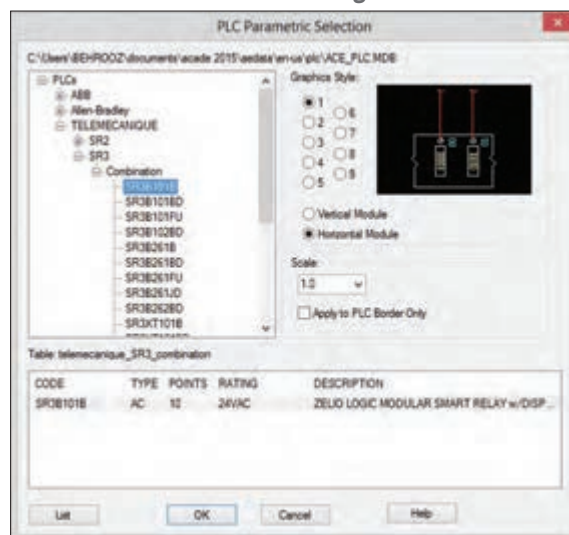 PLC Parametric Selection
C:\Users\BEHROOZ\documents\acade 2015\aedata\en-us\plc\ACE_PLC.MDB
PLCs
ABB
Allen-Bradley
TELEMECANIQUE
SR2
SR3
Combination
SR3B101B
SR3B101BD
SR3B101FU
SR3B102BD
SR3B261B
SR3B261BD
SR3B261FU
SR3B261JD
SR3B262BD
SR3XT101B
Graphics Style:
1
2
3
4
5
6
7
8
9
Vertical Module
Horizontal Module
Scale:
1.0
Apply to PLC Border Only
Table: telemecanique_SR3_combination
CODE TYPE POINTS RATING DESCRIPTION
SR3B101B AC 10 24VAC ZELIO LOGIC MODULAR SMART RELAY w/DISP ...
List OK Cancel Help